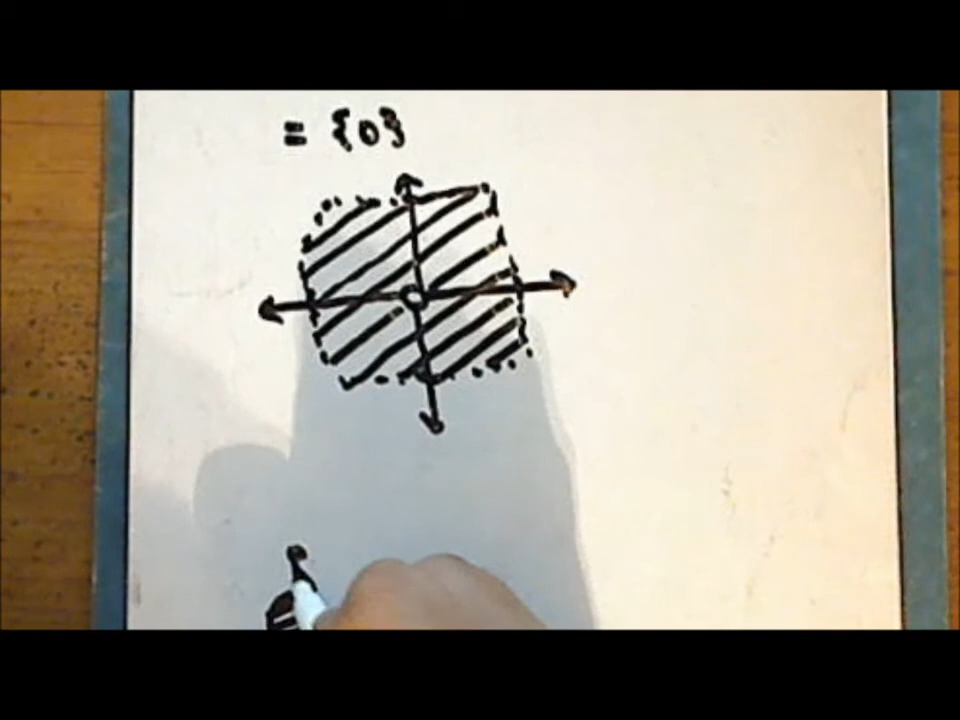 = {0}